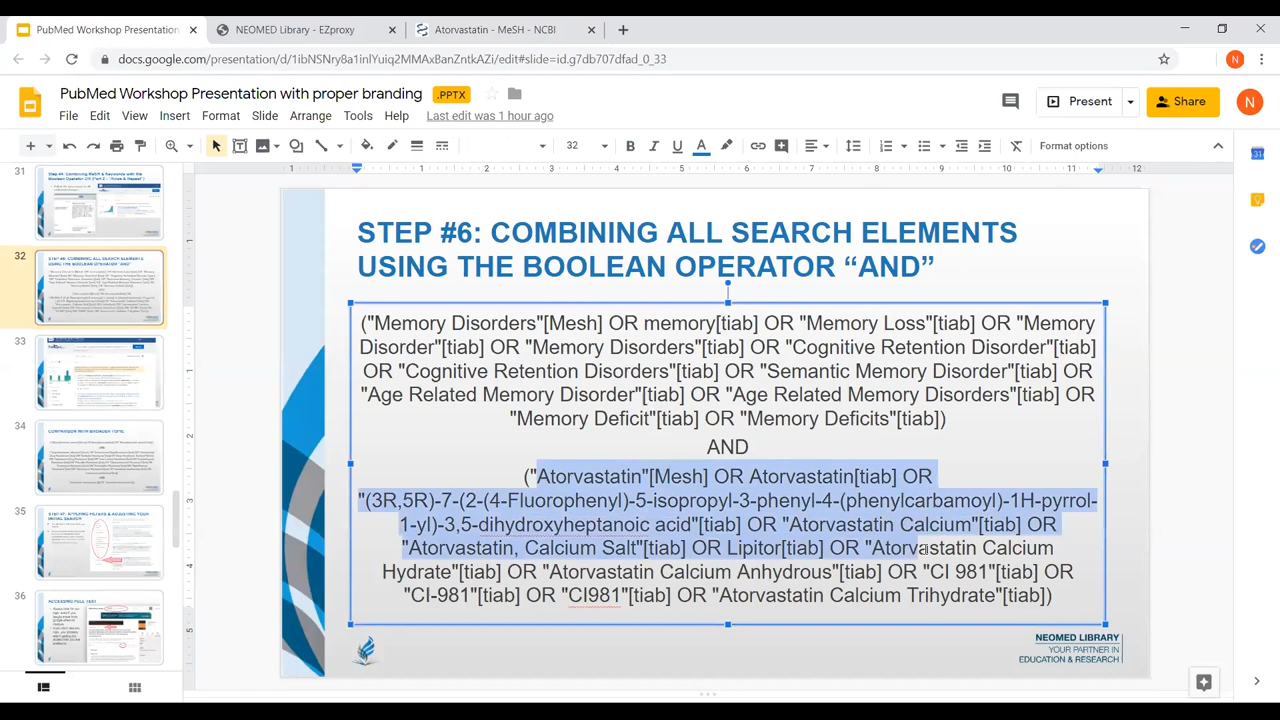 PubMed Workshop Presentation
NEOMED Library - EZproxy
Atorvastatin - MeSH - NCBI
docs.google.com/presentation/d/1ibNSNry8a1inlYuiq2MMAxBanZntkAZi/edit#slide=id.g7db707dfad_0_33
N
PubMed Workshop Presentation with proper branding .PPTX
File Edit View Insert Format Slide Arrange Tools Help Last edit was 1 hour ago
Present Share N
32 Format options
31
32
33
34
COMPARISON WITH BROADER TOPIC
35
36
ACCESSING FULL TEXT
STEP #6: COMBINING ALL SEARCH ELEMENTS
USING THE BOOLEAN OPERATOR “AND”
("Memory Disorders"[Mesh] OR memory[tiab] OR "Memory Loss"[tiab] OR "Memory
Disorder"[tiab] OR "Memory Disorders"[tiab] OR "Cognitive Retention Disorder"[tiab]
OR "Cognitive Retention Disorders"[tiab] OR "Semantic Memory Disorder"[tiab] OR
"Age Related Memory Disorder"[tiab] OR "Age Related Memory Disorders"[tiab] OR
"Memory Deficit"[tiab] OR "Memory Deficits"[tiab])
AND
("Atorvastatin"[Mesh] OR Atorvastatin[tiab] OR
"(3R,5R)-7-(2-(4-Fluorophenyl)-5-isopropyl-3-phenyl-4-(phenylcarbamoyl)-1H-pyrrol-
1-yl)-3,5-dihydroxyheptanoic acid"[tiab] OR "Atorvastatin Calcium"[tiab] OR
"Atorvastatin, Calcium Salt"[tiab] OR Lipitor[tiab] OR "Atorvastatin Calcium
Hydrate"[tiab] OR "Atorvastatin Calcium Anhydrous"[tiab] OR "CI 981"[tiab] OR
"CI-981"[tiab] OR "CI981"[tiab] OR "Atorvastatin Calcium Trihydrate"[tiab])
NEOMED LIBRARY
YOUR PARTNER IN
EDUCATION & RESEARCH